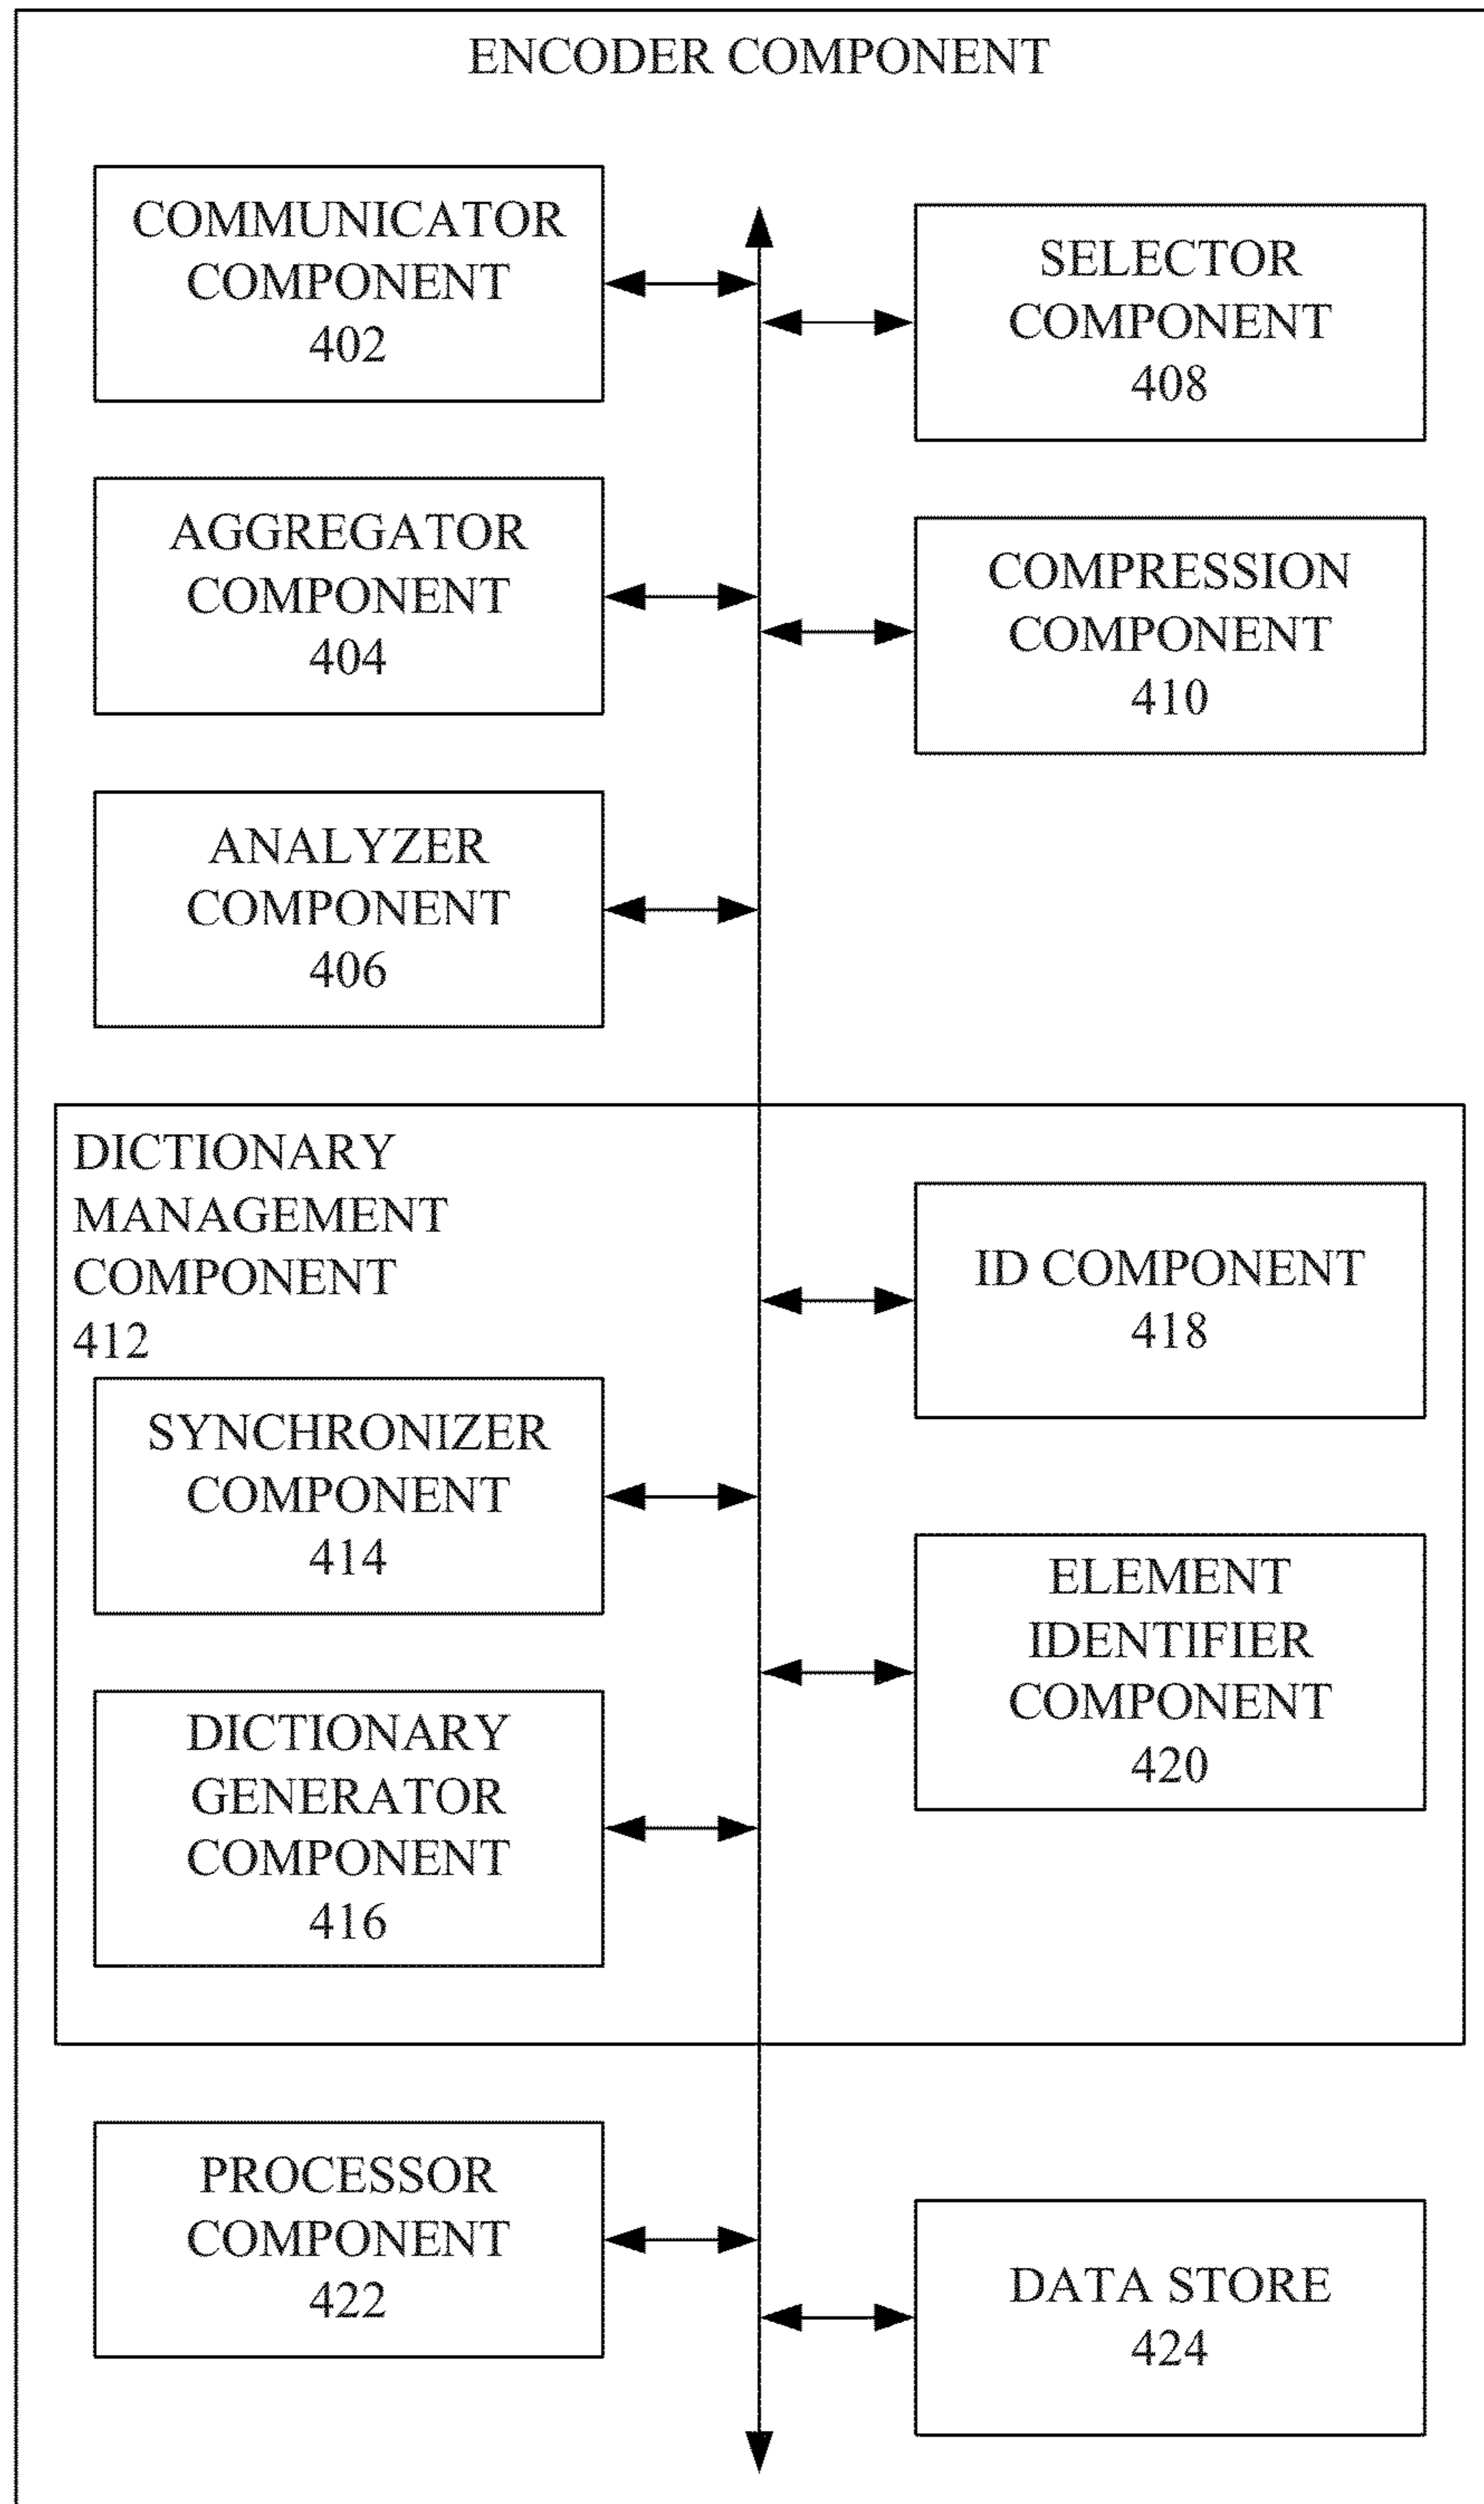 ENCODER COMPONENT
COMMUNICATOR
COMPONENT
402
SELECTOR
COMPONENT
408
AGGREGATOR
COMPONENT
404
COMPRESSION
COMPONENT
410
ANALYZER
COMPONENT
406
DICTIONARY
MANAGEMENT
COMPONENT
412
ID COMPONENT
418
SYNCHRONIZER
COMPONENT
414
ELEMENT
IDENTIFIER
COMPONENT
420
DICTIONARY
GENERATOR
COMPONENT
416
PROCESSOR
COMPONENT
422
DATA STORE
424